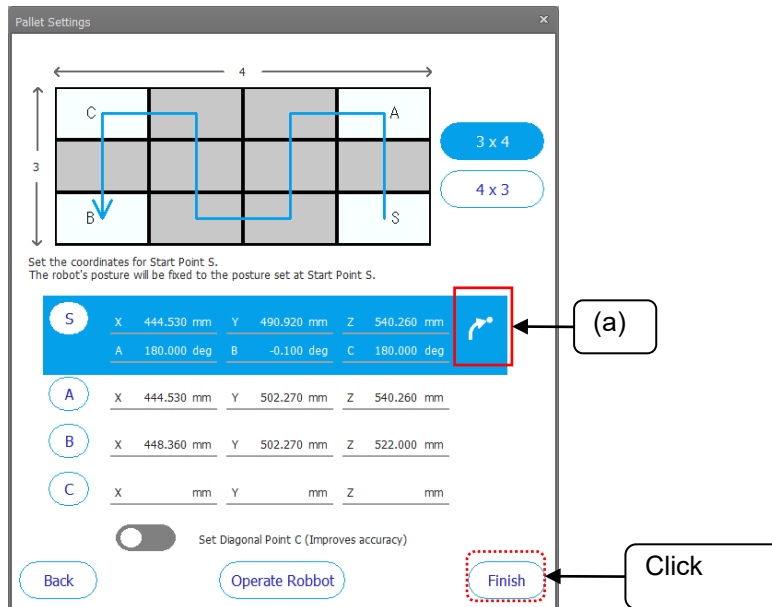 Pallet Settings ×
4
C A
3 x 4
3
4 x 3
B S
Set the coordinates for Start Point S.
The robot's posture will be fixed to the posture set at Start Point S.
S X 444.530 mm Y 490.920 mm Z 540.260 mm
A 180.000 deg B -0.100 deg C 180.000 deg
(a)
A X 444.530 mm Y 502.270 mm Z 540.260 mm
B X 448.360 mm Y 502.270 mm Z 522.000 mm
C X mm Y mm Z mm
Set Diagonal Point C (Improves accuracy)
Back Operate Robbot Finish
Click